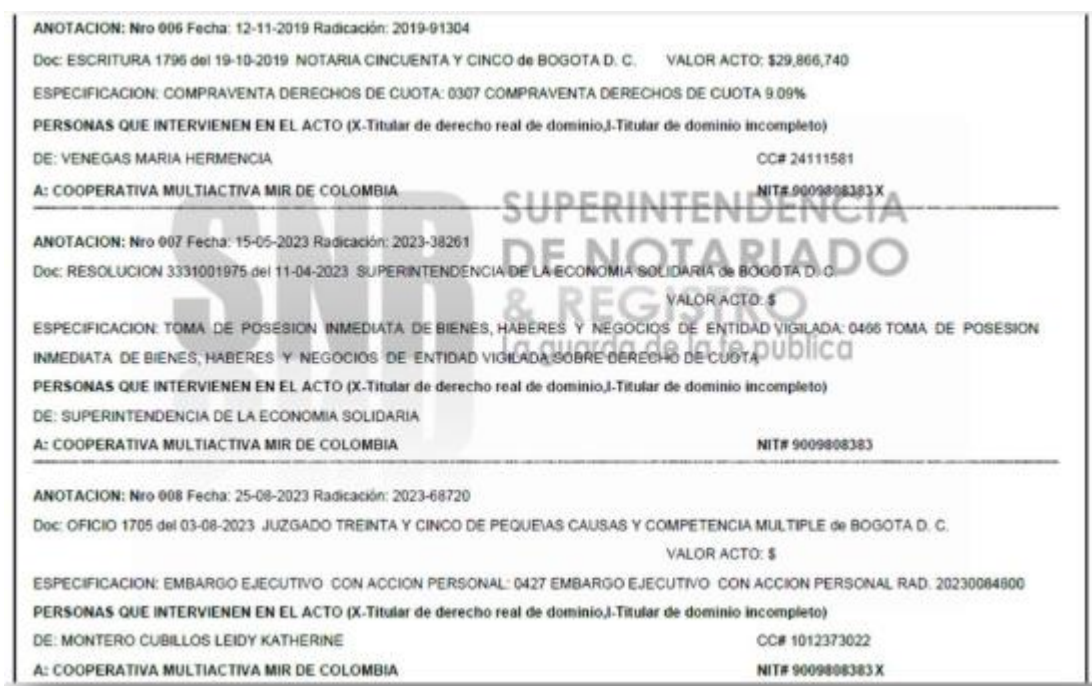 ANOTACION: Nro 006 Fecha: 12-11-2019 Radicación: 2019-91304
Doc: ESCRITURA 1796 del 19-10-2019 NOTARIA CINCUENTA Y CINCO de BOGOTA D. C. VALOR ACTO: $29,866,740
ESPECIFICACION: COMPRAVENTA DERECHOS DE CUOTA: 0307 COMPRAVENTA DERECHOS DE CUOTA 9.09%
PERSONAS QUE INTERVIENEN EN EL ACTO (X-Titular de derecho real de dominio,I-Titular de dominio incompleto)
DE: VENEGAS MARIA HERMENCIA CC# 24111581
A: COOPERATIVA MULTIACTIVA MIR DE COLOMBIA NIT# 9009808383 X
SNR SUPERINTENDENCIA
DE NOTARIADO
& REGISTRO
La guarda de la fe pública
ANOTACION: Nro 007 Fecha: 15-05-2023 Radicación: 2023-38261
Doc: RESOLUCION 3331001975 del 11-04-2023 SUPERINTENDENCIA DE LA ECONOMIA SOLIDARIA de BOGOTA D. C.
VALOR ACTO: $
ESPECIFICACION: TOMA DE POSESION INMEDIATA DE BIENES, HABERES Y NEGOCIOS DE ENTIDAD VIGILADA: 0466 TOMA DE POSESION
INMEDIATA DE BIENES, HABERES Y NEGOCIOS DE ENTIDAD VIGILADA SOBRE DERECHO DE CUOTA
PERSONAS QUE INTERVIENEN EN EL ACTO (X-Titular de derecho real de dominio,I-Titular de dominio incompleto)
DE: SUPERINTENDENCIA DE LA ECONOMIA SOLIDARIA
A: COOPERATIVA MULTIACTIVA MIR DE COLOMBIA NIT# 9009808383
ANOTACION: Nro 008 Fecha: 25-08-2023 Radicación: 2023-68720
Doc: OFICIO 1705 del 03-08-2023 JUZGADO TREINTA Y CINCO DE PEQUE\AS CAUSAS Y COMPETENCIA MULTIPLE de BOGOTA D. C.
VALOR ACTO: $
ESPECIFICACION: EMBARGO EJECUTIVO CON ACCION PERSONAL: 0427 EMBARGO EJECUTIVO CON ACCION PERSONAL RAD. 20230084800
PERSONAS QUE INTERVIENEN EN EL ACTO (X-Titular de derecho real de dominio,I-Titular de dominio incompleto)
DE: MONTERO CUBILLOS LEIDY KATHERINE CC# 1012373022
A: COOPERATIVA MULTIACTIVA MIR DE COLOMBIA NIT# 9009808383 X